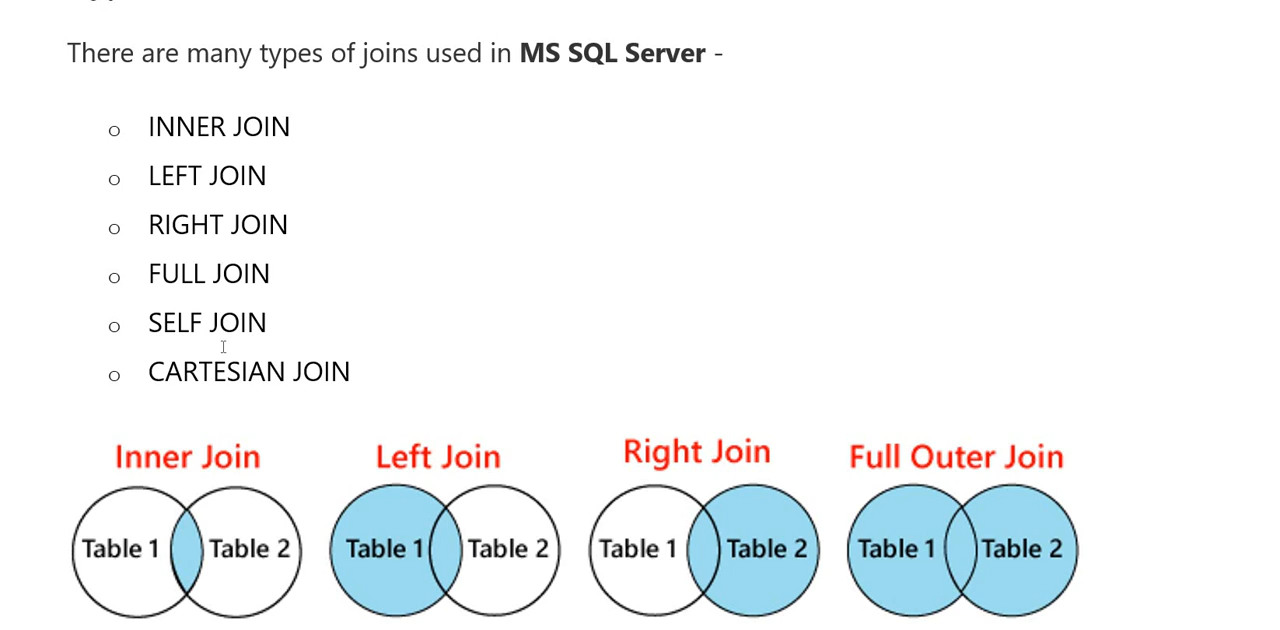 There are many types of joins used in MS SQL Server -
o INNER JOIN
o LEFT JOIN
o RIGHT JOIN
o FULL JOIN
o SELF JOIN
o CARTESIAN JOIN
Inner Join Left Join Right Join Full Outer Join
Table 1 Table 2 Table 1 Table 2 Table 1 Table 2 Table 1 Table 2